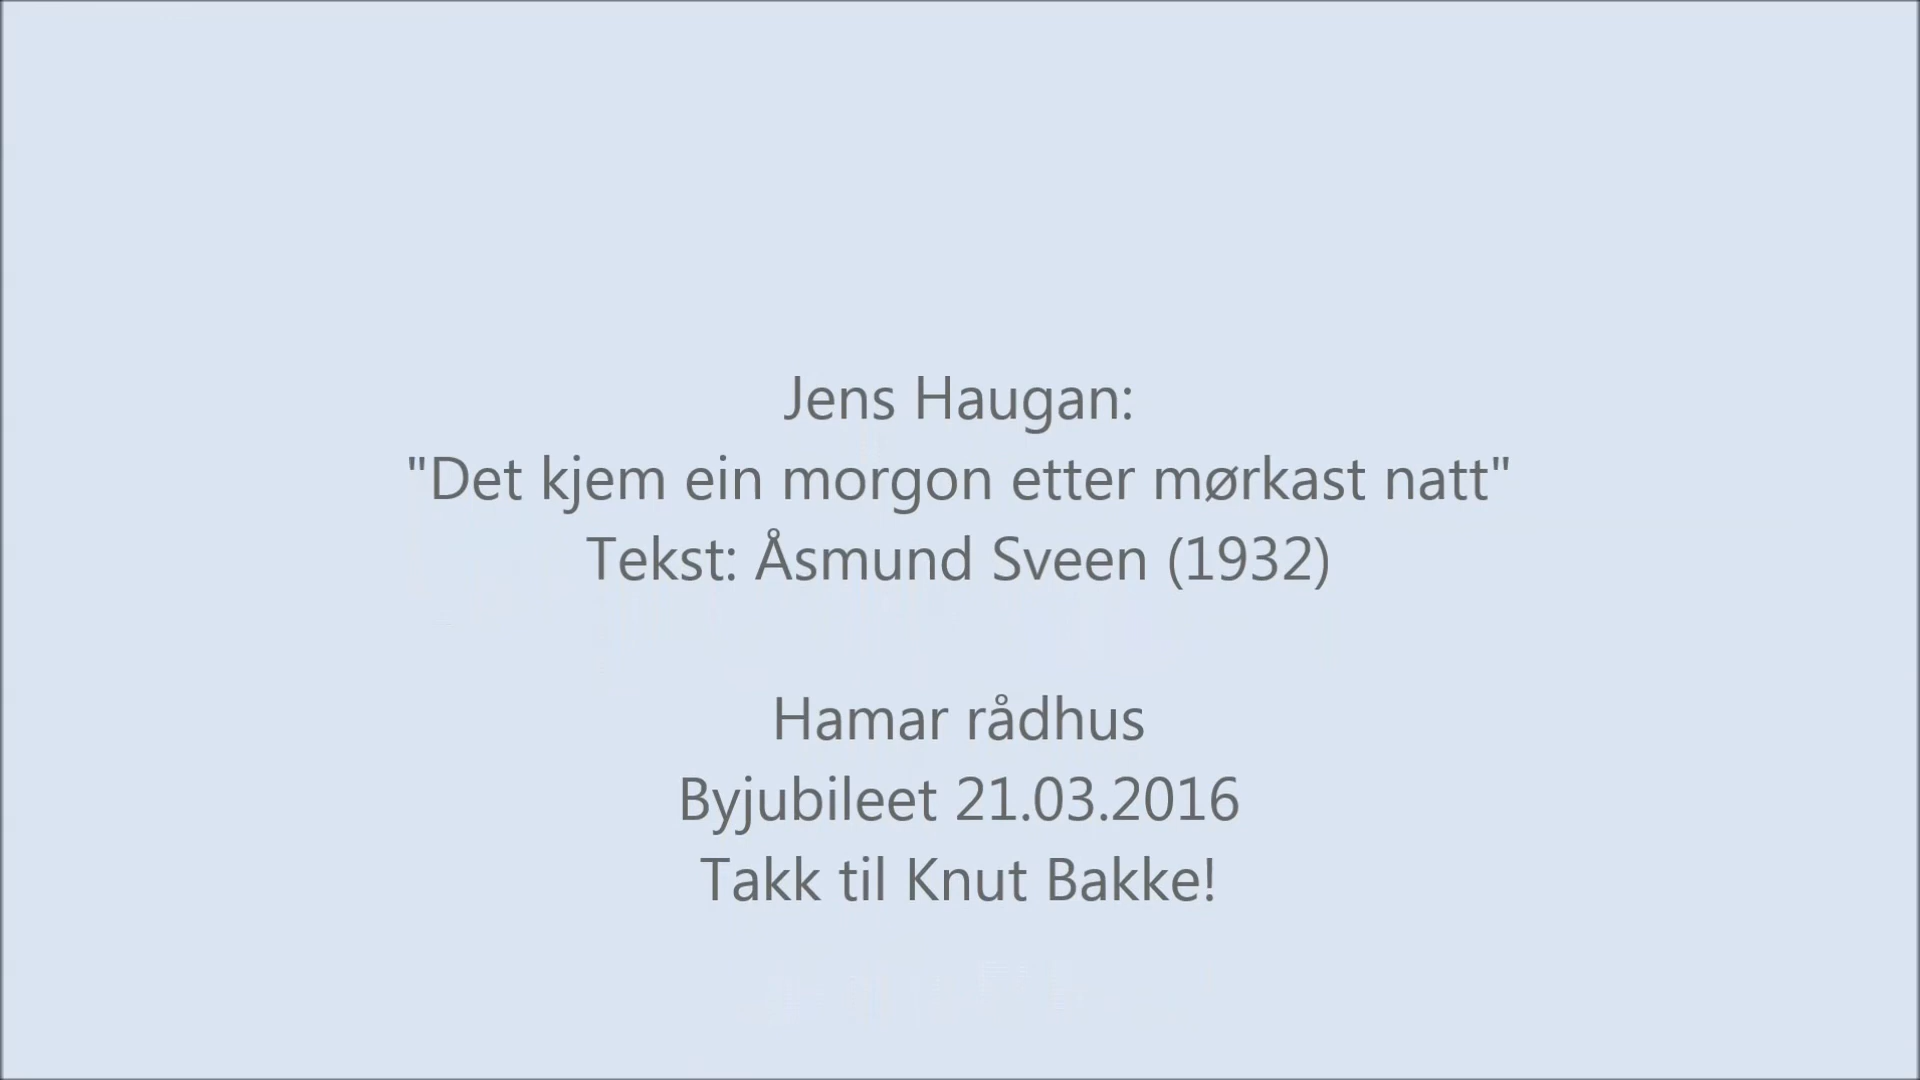 Jens Haugan:
"Det kjem ein morgon etter mørkast natt"
Tekst: Åsmund Sveen (1932)
Hamar rådhus
Byjubileet 21.03.2016
Takk til Knut Bakke!